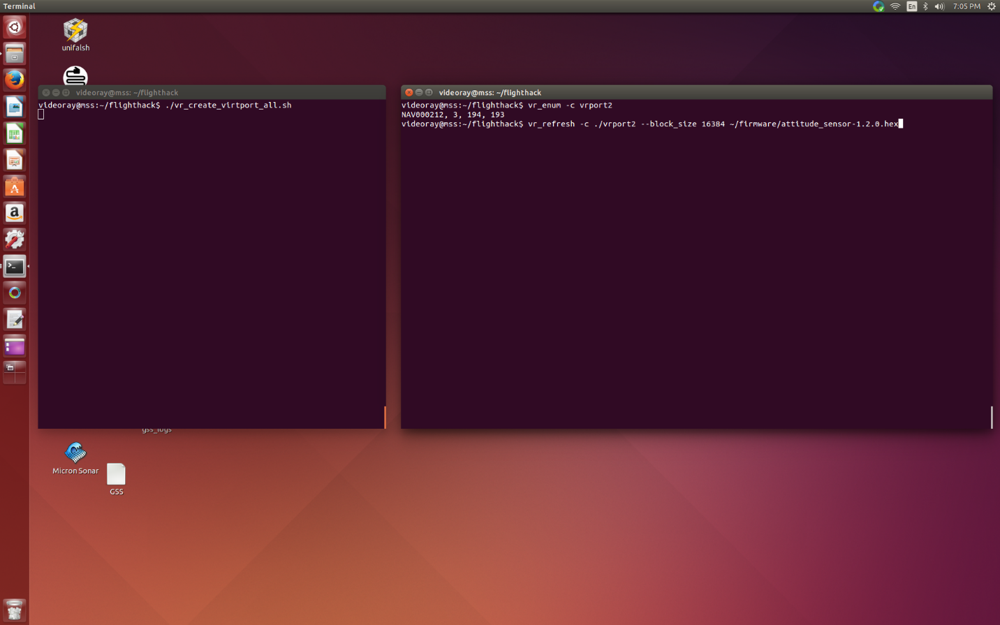 Terminal
En
7:05 PM
unifalsh
videoray@mss: ~/flighthack
videoray@mss:~/flighthack$ ./vr_create_virtport_all.sh
videoray@mss: ~/flighthack
videoray@mss:~/flighthack$ vr_enum -c vrport2
NAV000212, 3, 194, 193
videoray@mss:~/flighthack$ vr_refresh -c ./vrport2 --block_size 16384 ~/firmware/attitude_sensor-1.2.0.hex
gss_logs
Micron Sonar
GSS